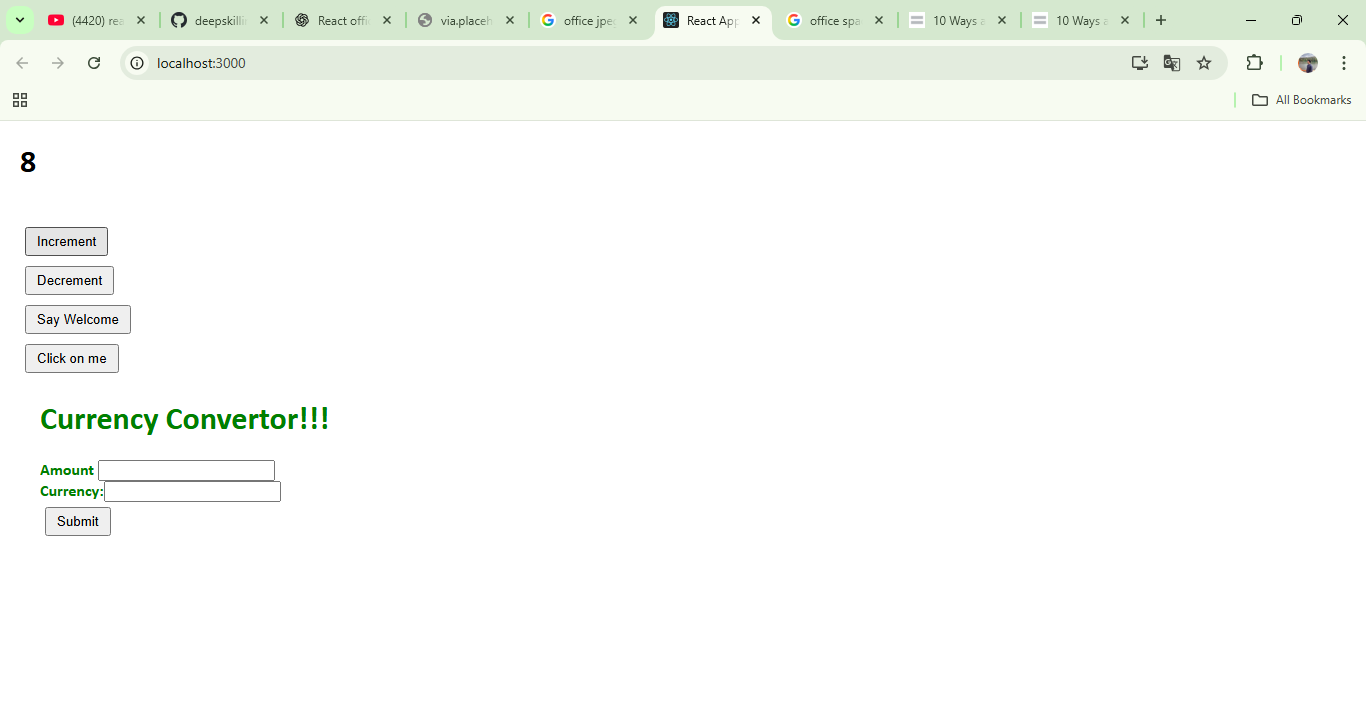 (4420) rea
deepskillin
React offi
via.placeh
office jpe
React App
office spa
10 Ways a
10 Ways a
localhost:3000
All Bookmarks
8
Increment
Decrement
Say Welcome
Click on me
Currency Convertor!!!
Amount
Currency:
Submit